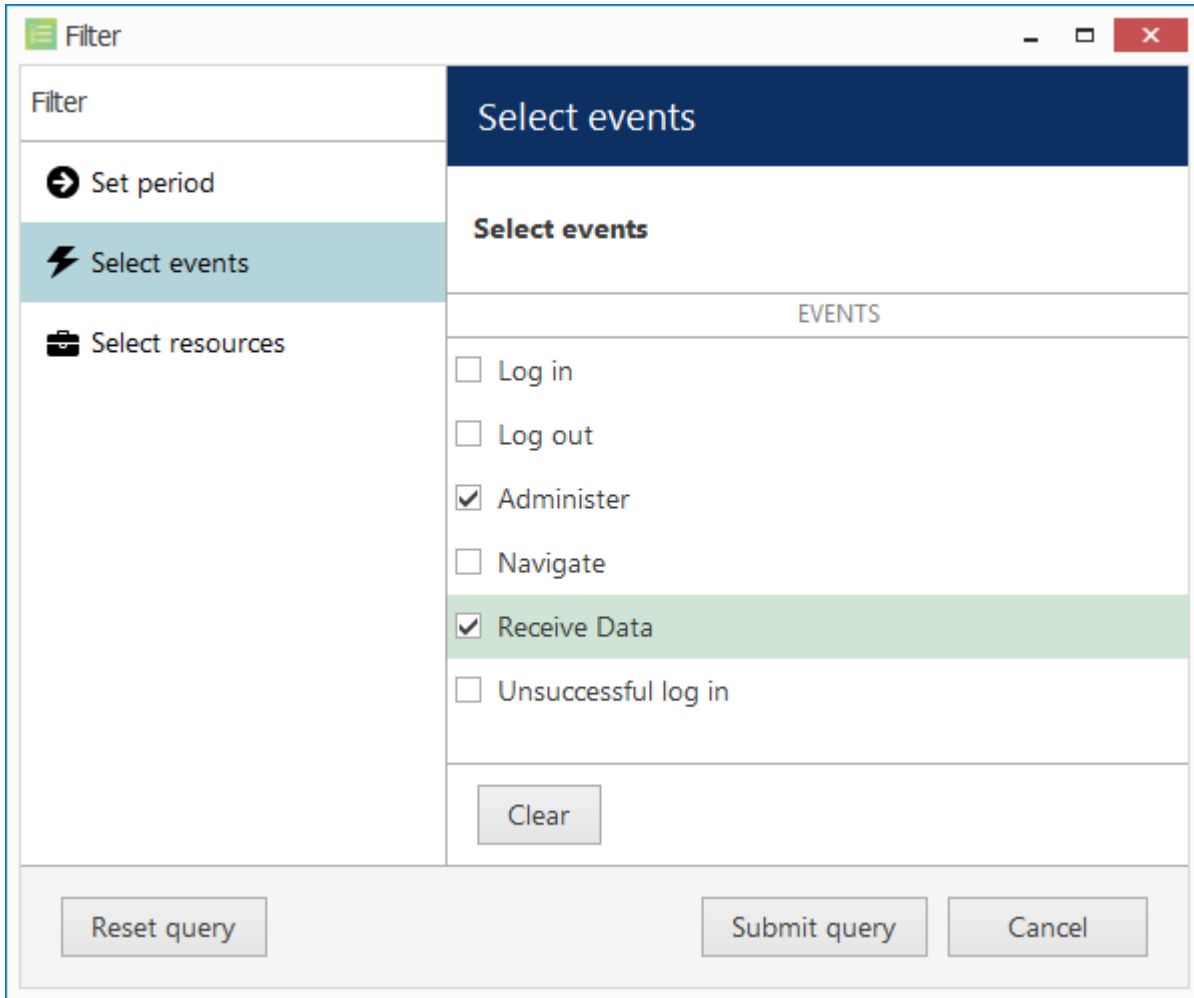 Filter
Filter
Set period
Select events
Select resources
Select events
Select events
EVENTS
Log in
Log out
Administer
Navigate
Receive Data
Unsuccessful log in
Clear
Reset query
Submit query
Cancel